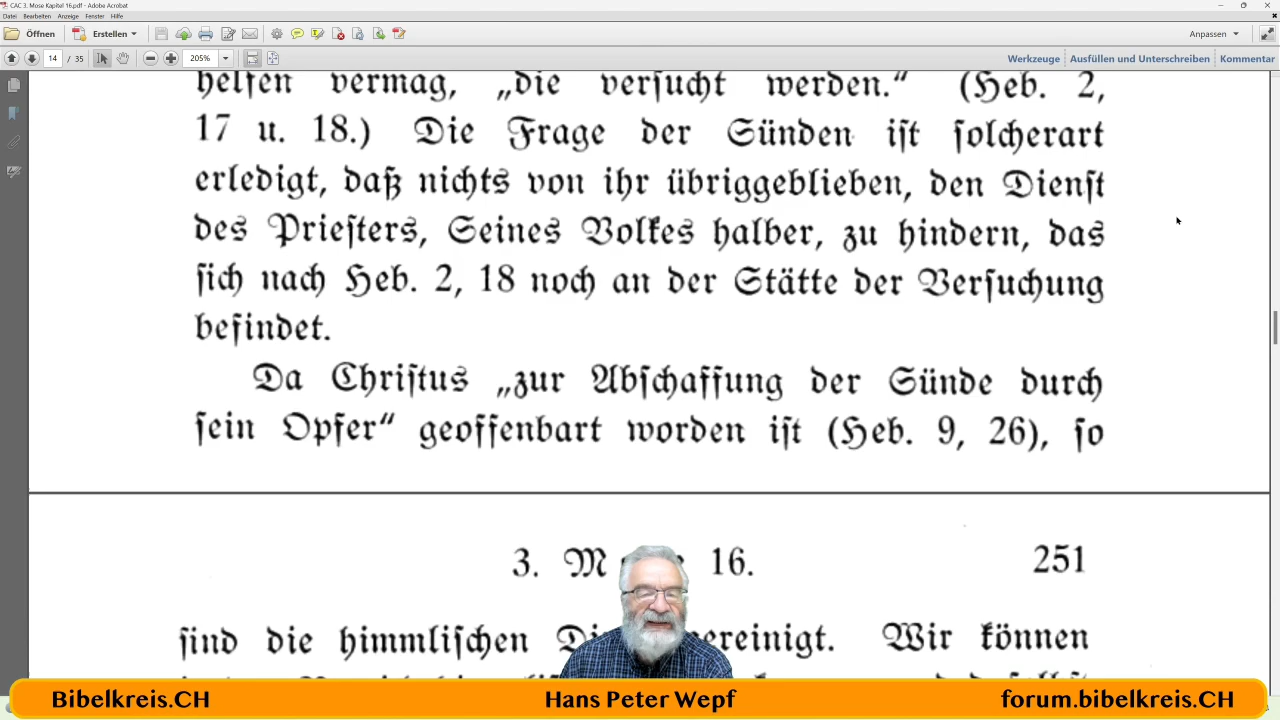 CAC 3. Mose Kapitel 16.pdf - Adobe Acrobat
Datei Bearbeiten Anzeige Fenster Hilfe
Öffnen Erstellen Anpassen
14 / 35 205% Werkzeuge Ausfüllen und Unterschreiben Kommentar
helfen vermag, „die verſucht werden.“ (Heb. 2,
17 u. 18.) Die Frage der Sünden iſt ſolcherart
erledigt, daß nichts von ihr übriggeblieben, den Dienſt
des Prieſters, Seines Volkes halber, zu hindern, das
ſich nach Heb. 2, 18 noch an der Stätte der Verſuchung
befindet.
Da Chriſtus „zur Abſchaffung der Sünde durch
ſein Opfer“ geoffenbart worden iſt (Heb. 9, 26), ſo
3. 16. 251
ſind die himmliſchen Wir können
Bibelkreis.CH Hans Peter Wepf forum.bibelkreis.CH